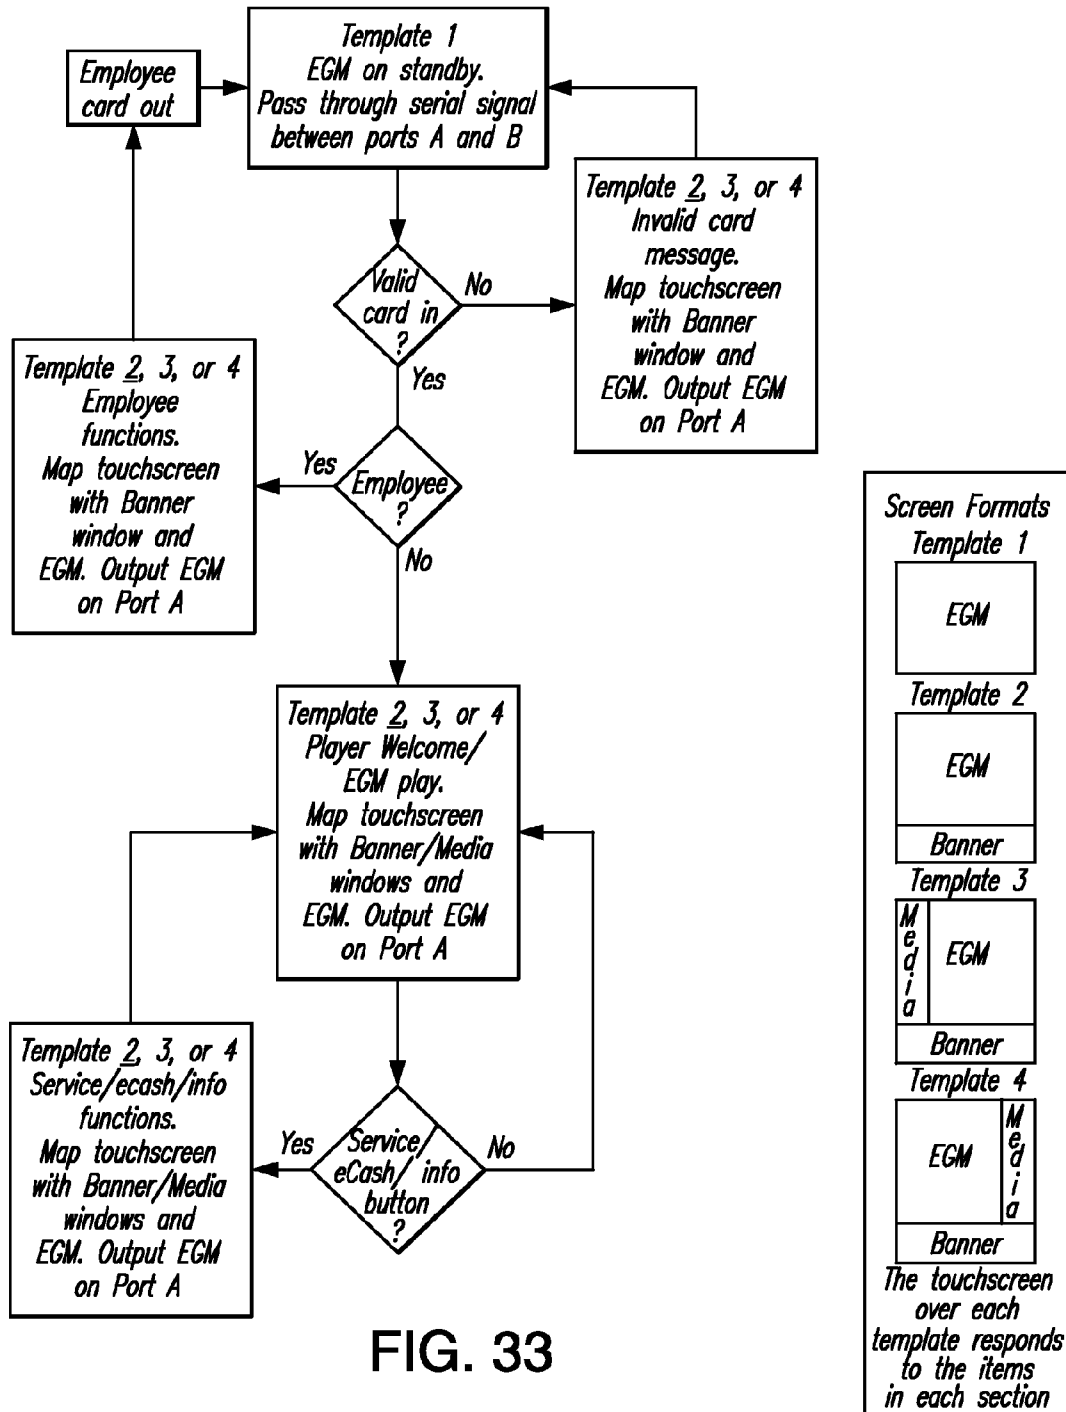 Template 1
EGM on standby.
Pass through serial signal
between ports A and B
Employee
card out
Template 2, 3, or 4
Invalid card
message.
Map touchscreen
with Banner
window and
EGM. Output EGM
on Port A
Valid
card in
?
No
Yes
Template 2, 3, or 4
Employee
functions.
Map touchscreen
with Banner
window and
EGM. Output EGM
on Port A
Yes
Employee
?
No
Template 2, 3, or 4
Player Welcome/
EGM play.
Map touchscreen
with Banner/Media
windows and
EGM. Output EGM
on Port A
Template 2, 3, or 4
Service/ecash/info
functions.
Map touchscreen
with Banner/Media
windows and
EGM. Output EGM
on Port A
Yes
Service/
eCash/ info
button
?
No
Screen Formats
Template 1
EGM
Template 2
EGM
Banner
Template 3
Media
EGM
Banner
Template 4
EGM
Media
Banner
The touchscreen
over each
template responds
to the items
in each section
FIG. 33